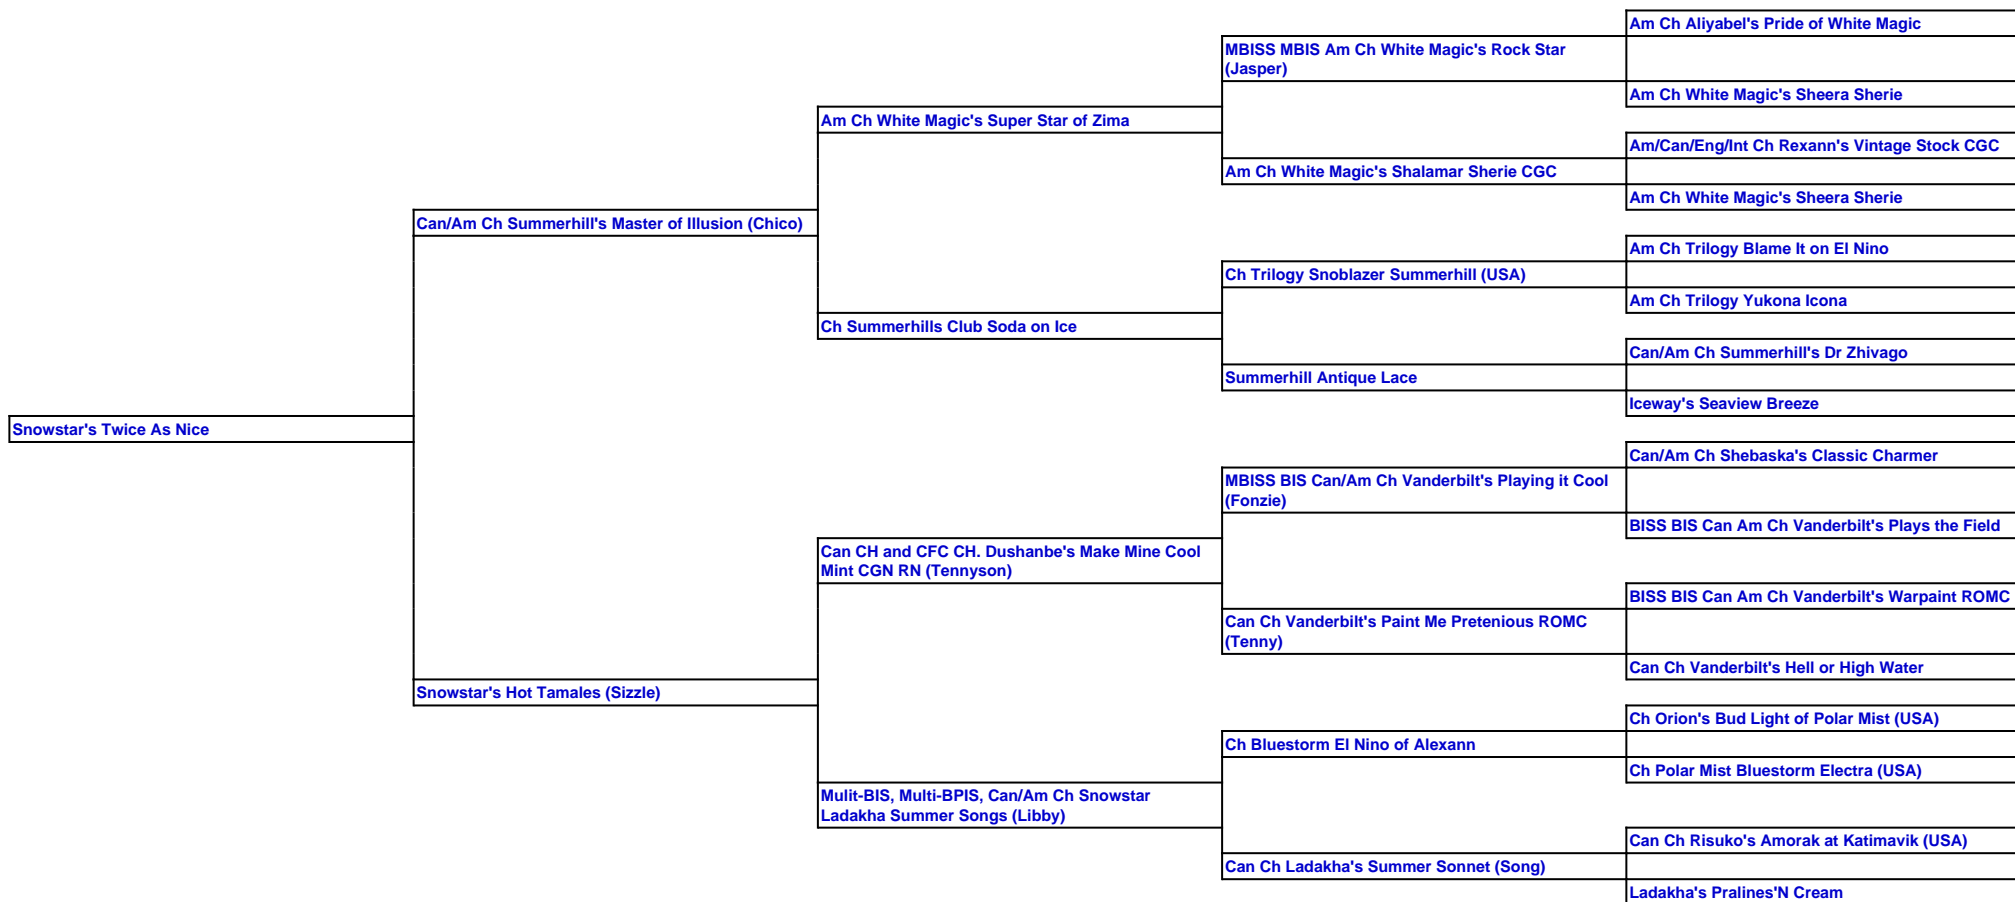 Am Ch Aliyabel's Pride of White Magic
MBISS MBIS Am Ch White Magic's Rock Star
(Jasper)
Am Ch White Magic's Sheera Sherie
Am Ch White Magic's Super Star of Zima
Am/Can/Eng/Int Ch Rexann's Vintage Stock CGC
Am Ch White Magic's Shalamar Sherie CGC
Am Ch White Magic's Sheera Sherie
Can/Am Ch Summerhill's Master of Illusion (Chico)
Am Ch Trilogy Blame It on El Nino
Ch Trilogy Snoblazer Summerhill (USA)
Am Ch Trilogy Yukona Icona
Ch Summerhills Club Soda on Ice
Can/Am Ch Summerhill's Dr Zhivago
Summerhill Antique Lace
Iceway's Seaview Breeze
Snowstar's Twice As Nice
Can/Am Ch Shebaska's Classic Charmer
MBISS BIS Can/Am Ch Vanderbilt's Playing it Cool
(Fonzie)
BISS BIS Can Am Ch Vanderbilt's Plays the Field
Can CH and CFC CH. Dushanbe's Make Mine Cool
Mint CGN RN (Tennyson)
BISS BIS Can Am Ch Vanderbilt's Warpaint ROMC
Can Ch Vanderbilt's Paint Me Pretenious ROMC
(Tenny)
Can Ch Vanderbilt's Hell or High Water
Snowstar's Hot Tamales (Sizzle)
Ch Orion's Bud Light of Polar Mist (USA)
Ch Bluestorm El Nino of Alexann
Ch Polar Mist Bluestorm Electra (USA)
Mulit-BIS, Multi-BPIS, Can/Am Ch Snowstar
Ladakha Summer Songs (Libby)
Can Ch Risuko's Amorak at Katimavik (USA)
Can Ch Ladakha's Summer Sonnet (Song)
Ladakha's Pralines'N Cream